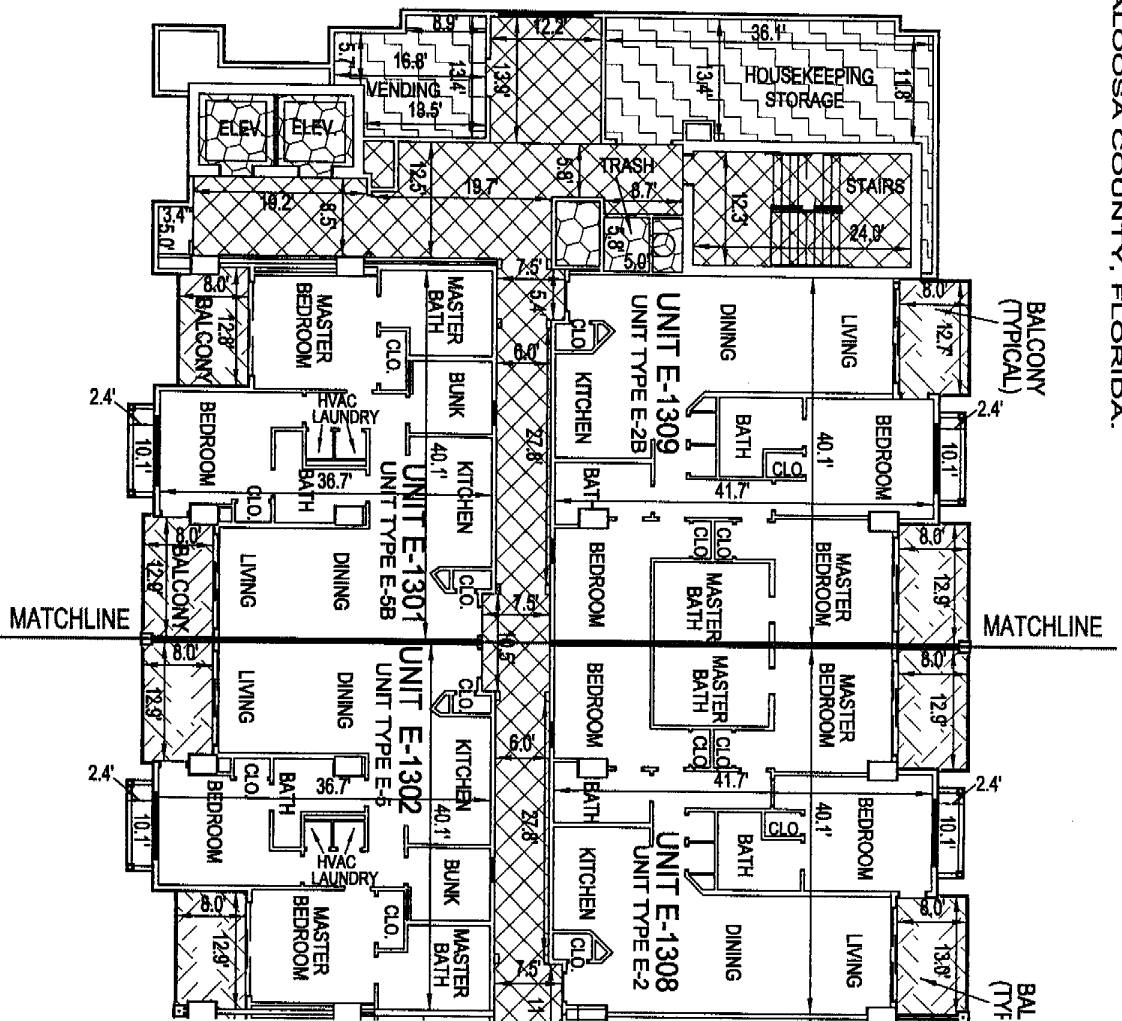 ALOOSA COUNTY, FLORIDA.
8.9'
12.2'
36.1'
5.7'
16.8'
13.4'
13.9'
13.4'
11.8'
VENDING
18.5'
HOUSEKEEPING
STORAGE
ELEV.
ELEV.
12.5'
19.7'
5.8'
TRASH
8.7'
12.3'
STAIRS
24.0'
19.2'
8.5'
3.4'
5.0'
5.8'
5.0'
7.5'
5.4'
8.0'
BALCONY
12.8'
MASTER
BEDROOM
MASTER
BATH
CLO.
BUNK
6.0'
27.8'
CLO.
KITCHEN
UNIT E-1309
UNIT TYPE E-2B
DINING
LIVING
8.0'
12.7'
BALCONY
(TYPICAL)
2.4'
10.1'
BEDROOM
HVAC
LAUNDRY
BATH
CLO.
36.7'
40.1'
KITCHEN
UNIT E-1301
UNIT TYPE E-5B
BATH
BATH
CLO.
41.7'
40.1'
BEDROOM
2.4'
10.1'
8.0'
BALCONY
12.9'
LIVING
DINING
CLO.
7.5'
10.5'
BEDROOM
CLO.
CLO.
MASTER
BATH
MASTER
BEDROOM
8.0'
12.9'
MATCHLINE
MATCHLINE
8.0'
12.9'
LIVING
DINING
UNIT E-1302
UNIT TYPE E-5
CLO.
KITCHEN
6.0'
27.8'
BEDROOM
MASTER
BATH
CLO.
CLO.
MASTER
BEDROOM
8.0'
12.9'
2.4'
10.1'
BEDROOM
CLO.
BATH
36.7'
40.1'
HVAC
LAUNDRY
BUNK
BATH
41.7'
40.1'
BATH
CLO.
BEDROOM
2.4'
10.1'
8.0'
12.9'
MASTER
BEDROOM
CLO.
MASTER
BATH
7.5'
11
CLO.
KITCHEN
UNIT E-1308
UNIT TYPE E-2
DINING
LIVING
8.0'
BAL
(TYP